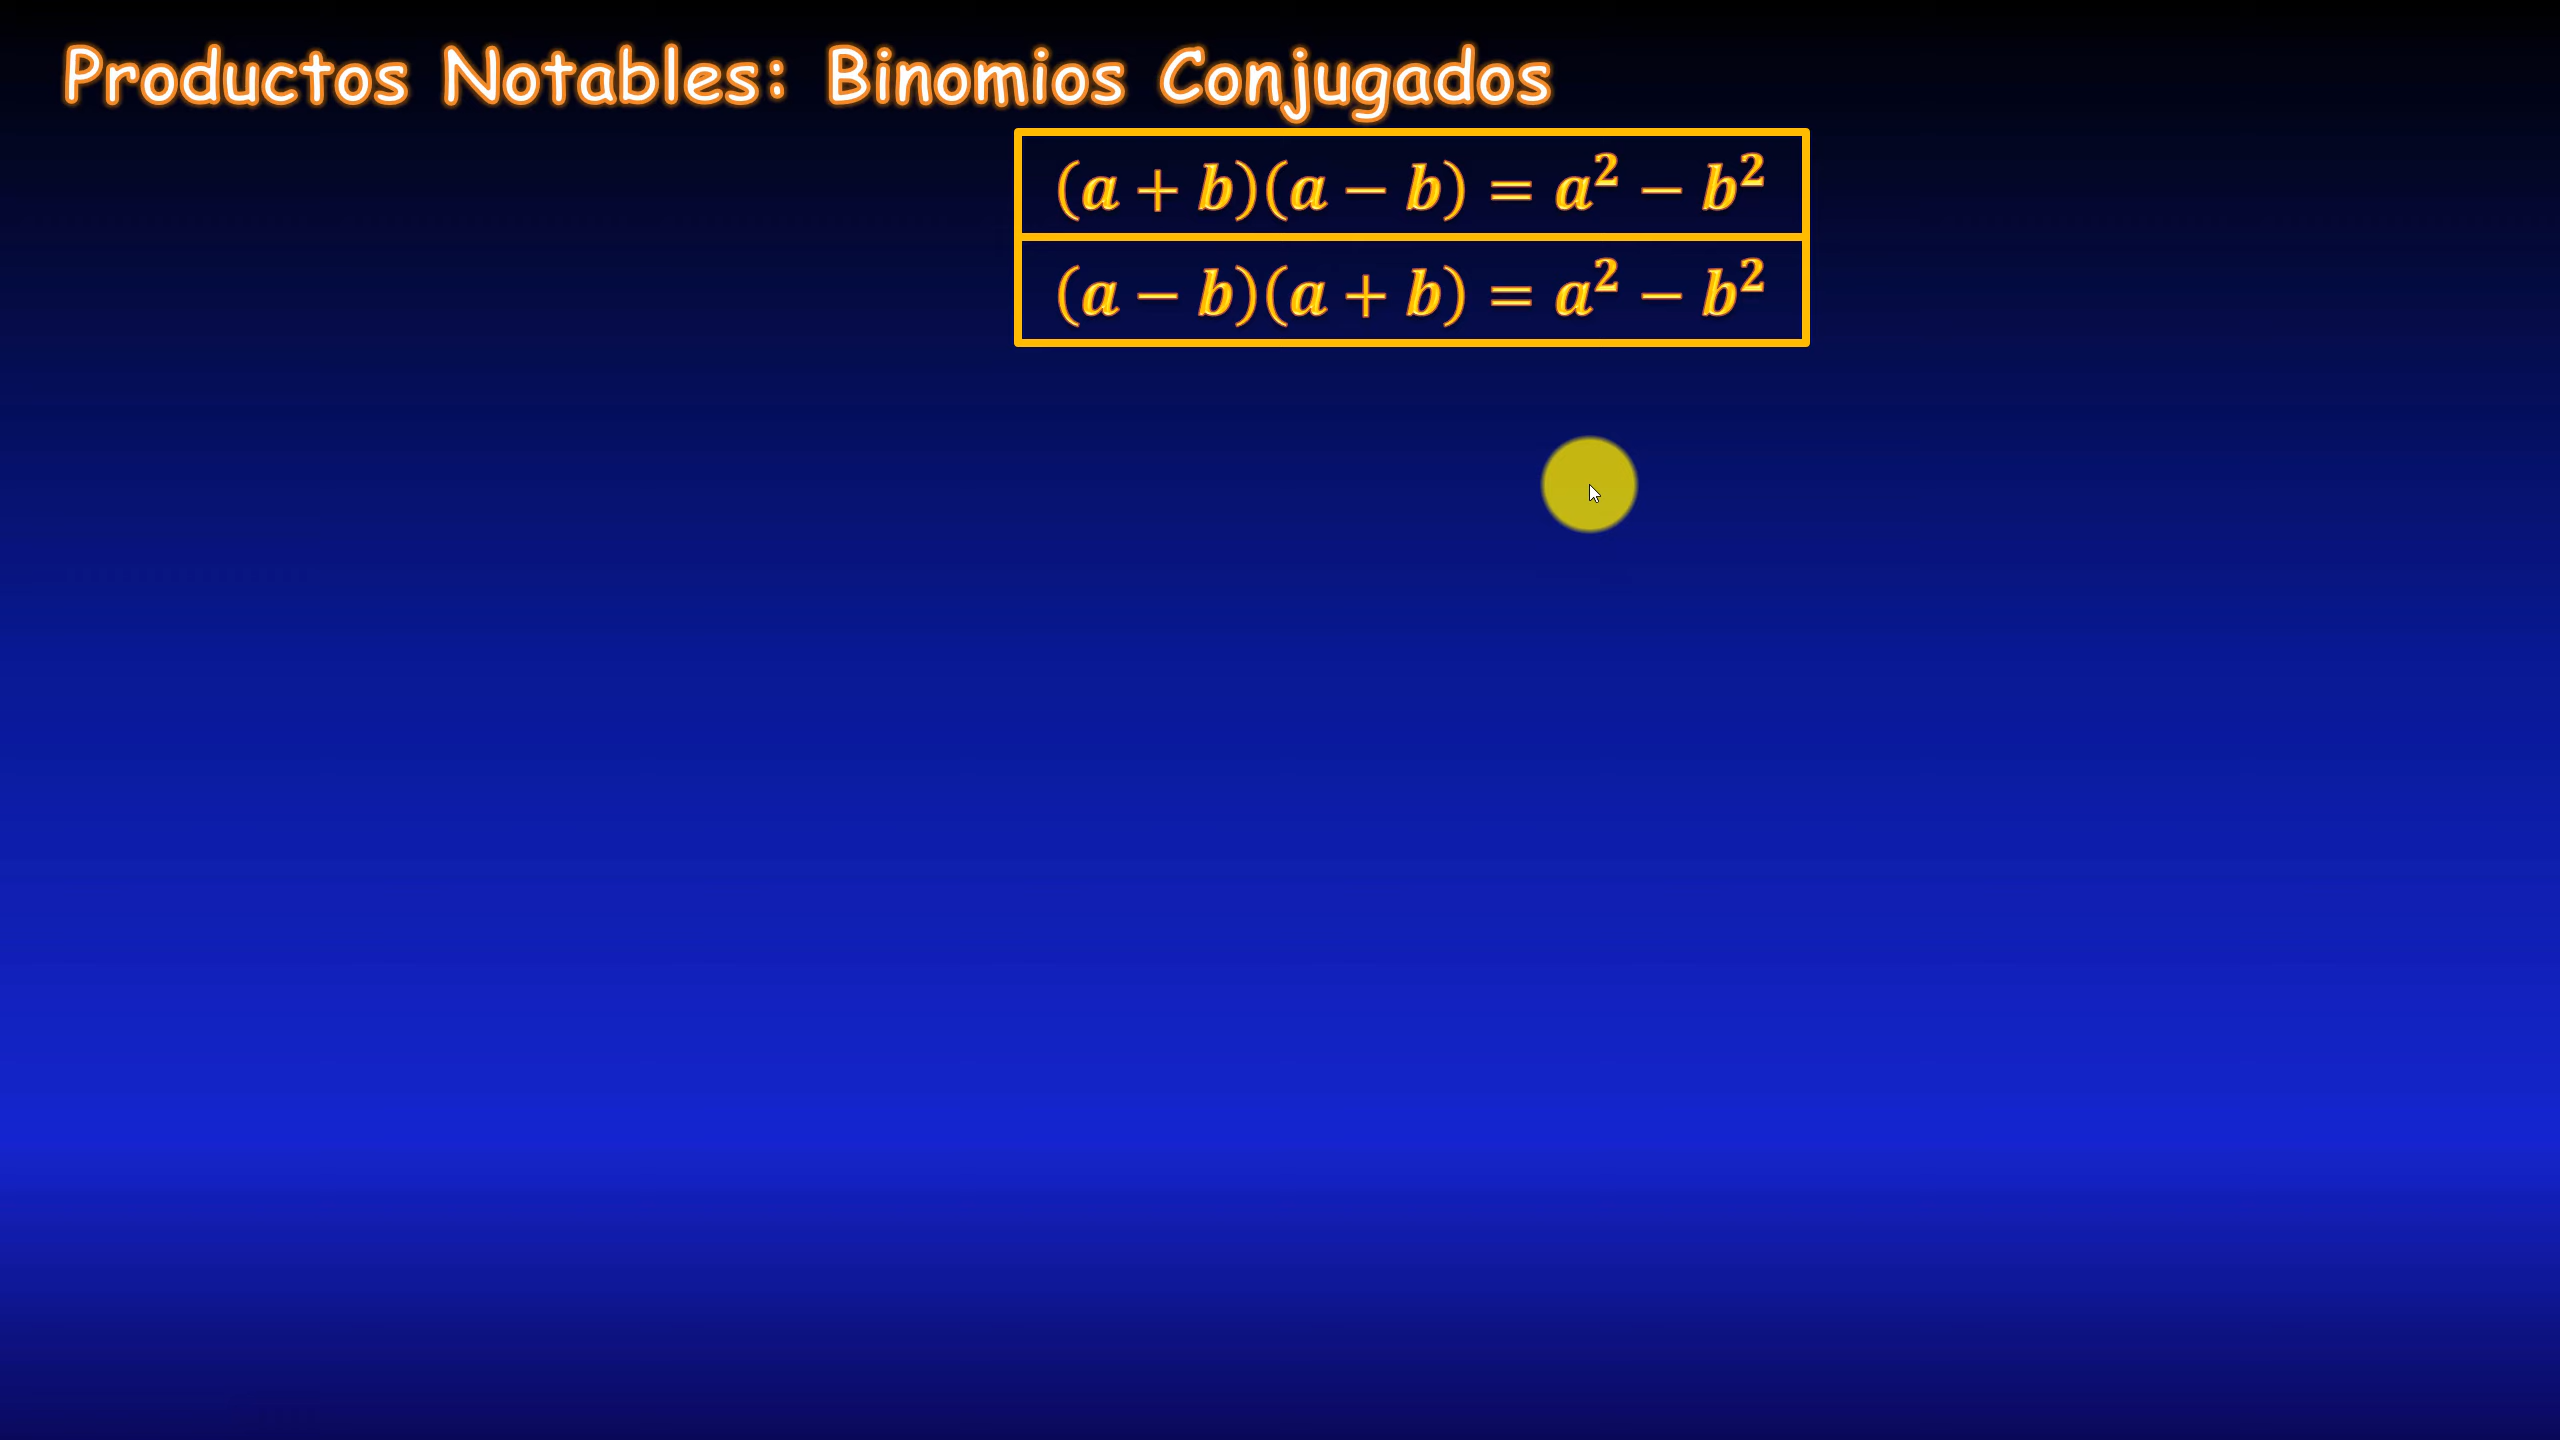 Productos Notables: Binomios Conjugados
(a + b)(a − b) = a² − b²
(a − b)(a + b) = a² − b²